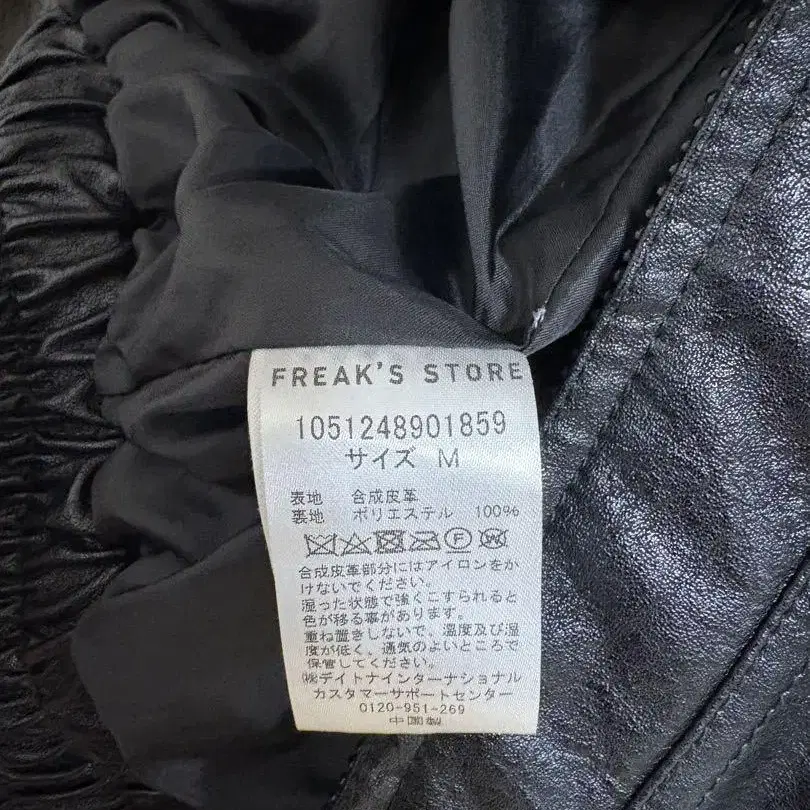 FREAK'S STORE
1051248901859
サイズ M
表地 合成皮革
裏地 ポリエステル 100%
合成皮革部分にはアイロンをか
けないでください。
湿った状態で強くこすられると
色が移る事があります。
重ね置きしないで、温度及び湿
度が低く、通気のよいところで
保管してください。
㈱デイトナインターナショナル
カスタマーサポートセンター
0120-951-269
中国製